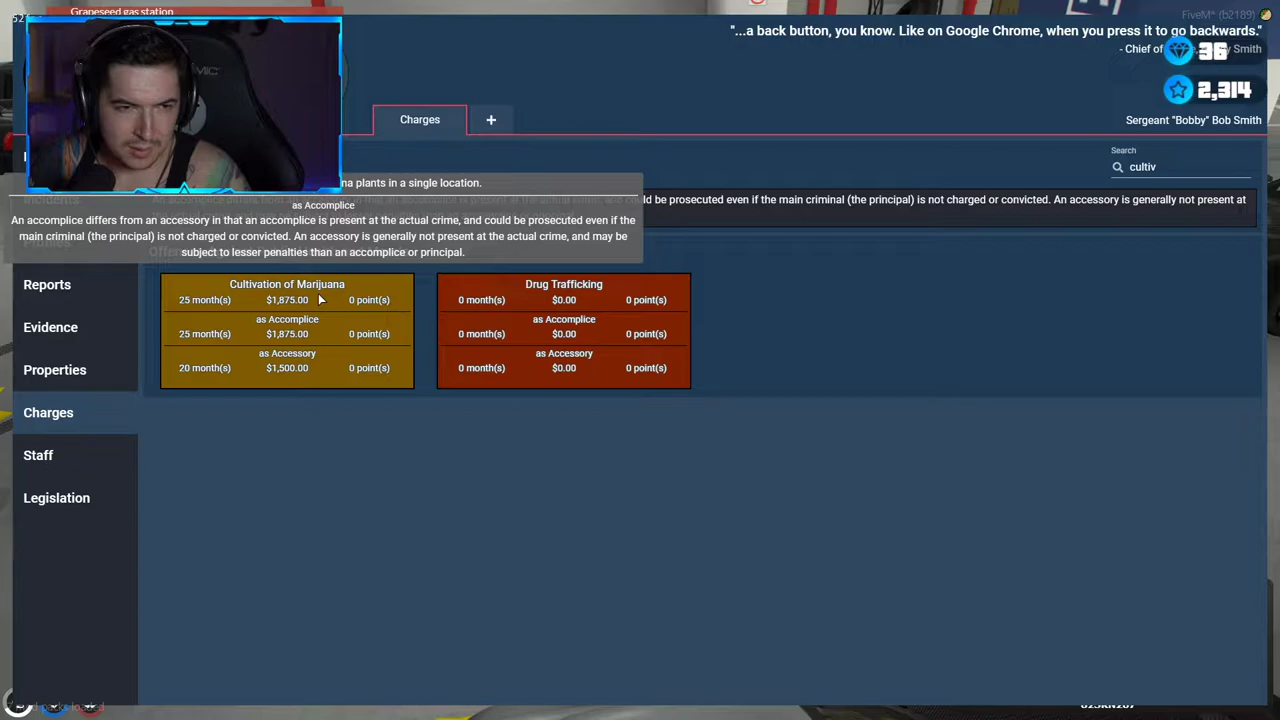 Grapeseed gas station
FiveM^ (b2189)
"...a back button, you know. Like on Google Chrome, when you press it to go backwards."
- Chief of
Smith
36
2,314
Charges
+
Sergeant "Bobby" Bob Smith
Search
cultiv
na plants in a single location.
as Accomplice
An accomplice differs from an accessory in that an accomplice is present at the actual crime, and could be prosecuted even if the
main criminal (the principal) is not charged or convicted. An accessory is generally not present at the actual crime, and may be
subject to lesser penalties than an accomplice or principal.
could be prosecuted even if the main criminal (the principal) is not charged or convicted. An accessory is generally not present at
Incidents
Reports
Evidence
Properties
Charges
Staff
Legislation
Cultivation of Marijuana
25 month(s) $1,875.00 0 point(s)
as Accomplice
25 month(s) $1,875.00 0 point(s)
as Accessory
20 month(s) $1,500.00 0 point(s)
Drug Trafficking
0 month(s) $0.00 0 point(s)
as Accomplice
0 month(s) $0.00 0 point(s)
as Accessory
0 month(s) $0.00 0 point(s)